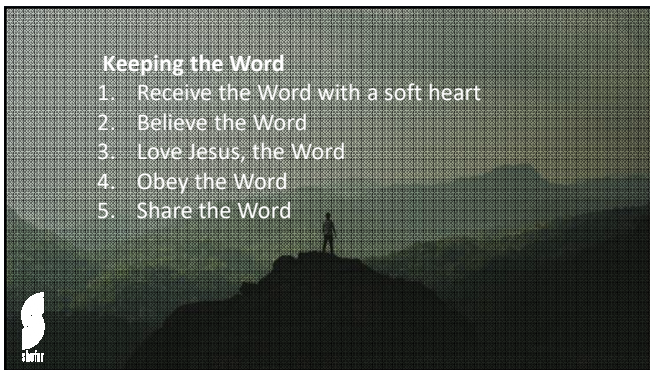 Keeping the Word
1. Receive the Word with a soft heart
2. Believe the Word
3. Love Jesus, the Word
4. Obey the Word
5. Share the Word
shofar